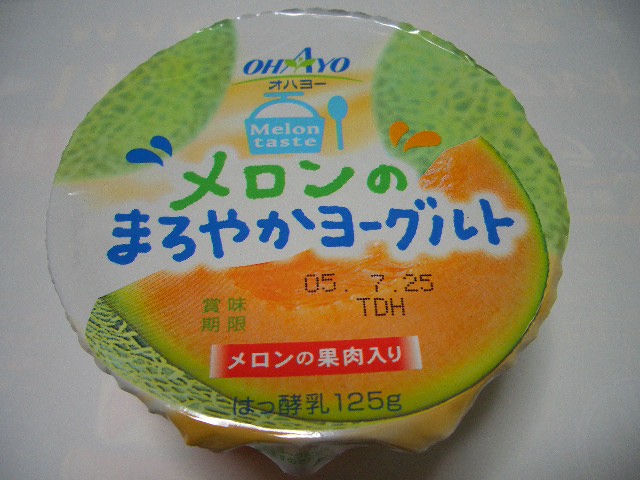 OHAYO
オハヨー
Melon
taste
メロンの
まろやかヨーグルト
05. 7.25
賞味
期限
TDH
メロンの果肉入り
はっ酵乳125g